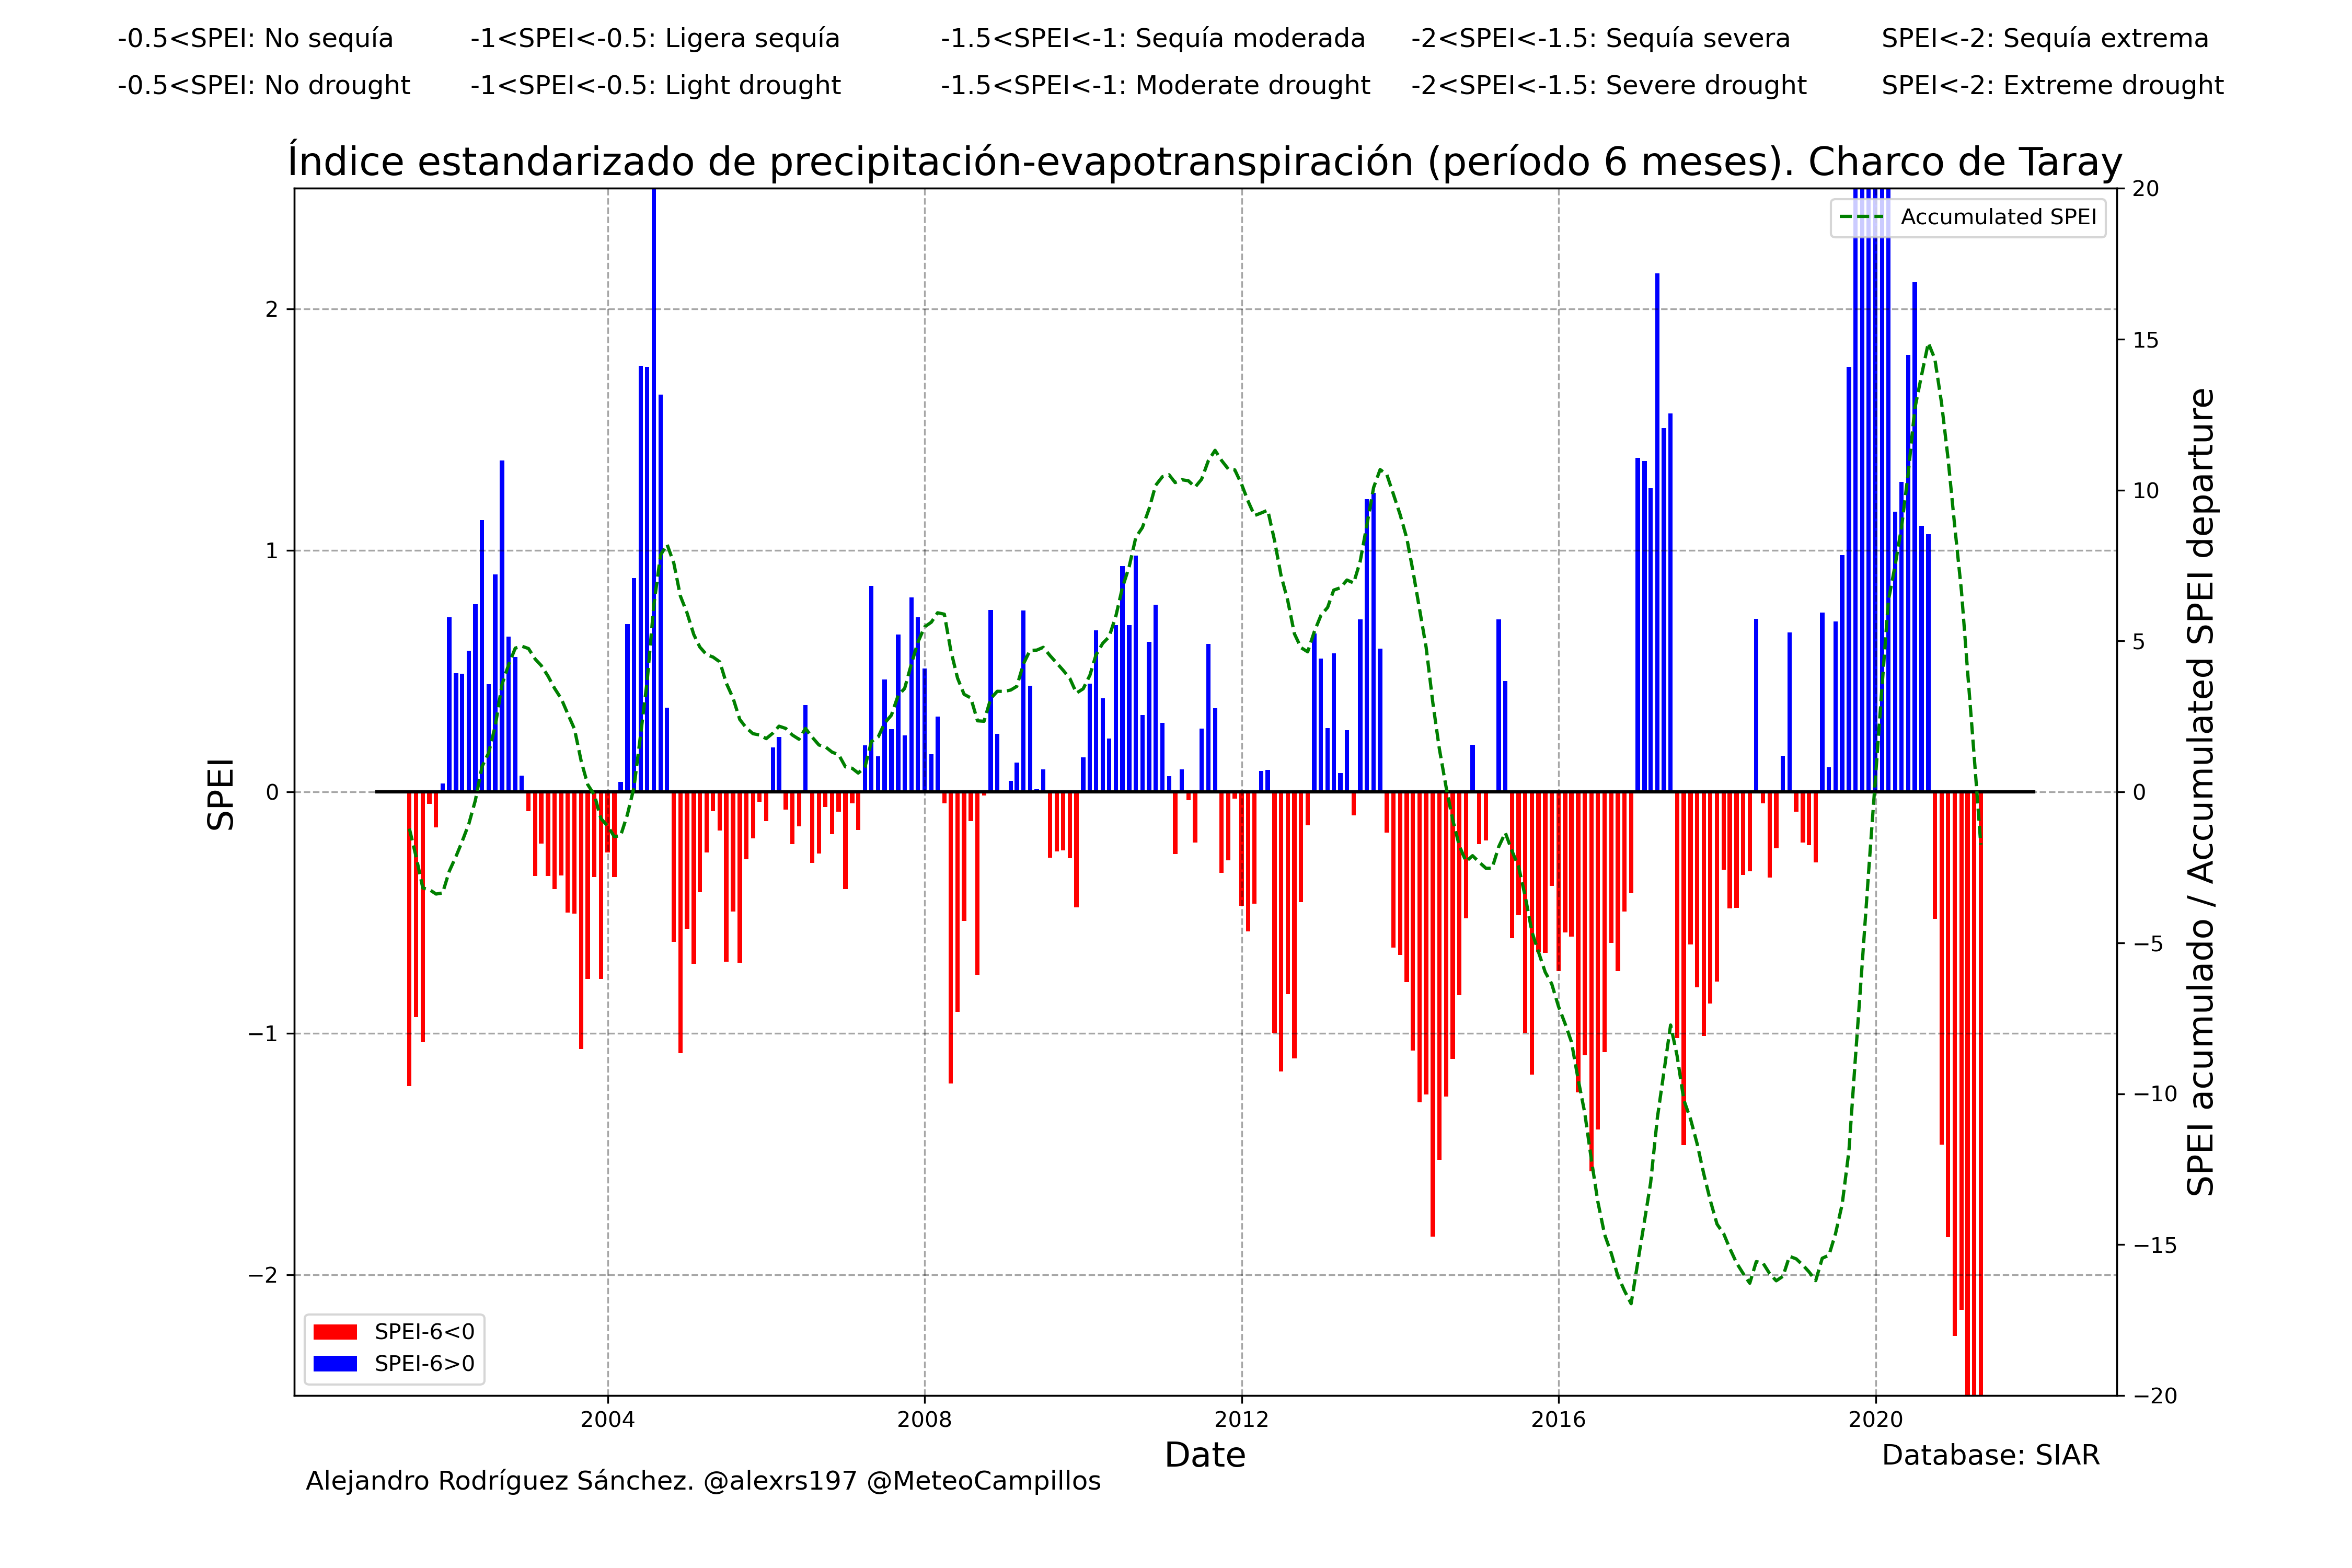 -0.5<SPEI: No sequía -1<SPEI<-0.5: Ligera sequía -1.5<SPEI<-1: Sequía moderada -2<SPEI<-1.5: Sequía severa SPEI<-2: Sequía extrema
-0.5<SPEI: No drought -1<SPEI<-0.5: Light drought -1.5<SPEI<-1: Moderate drought -2<SPEI<-1.5: Severe drought SPEI<-2: Extreme drought
Índice estandarizado de precipitación-evapotranspiración (período 6 meses). Charco de Taray
Accumulated SPEI
SPEI
2
1
0
−1
−2
20
15
10
5
0
−5
−10
−15
−20
SPEI acumulado / Accumulated SPEI departure
SPEI-6<0
SPEI-6>0
2004 2008 2012 2016 2020
Date
Database: SIAR
Alejandro Rodríguez Sánchez. @alexrs197 @MeteoCampillos